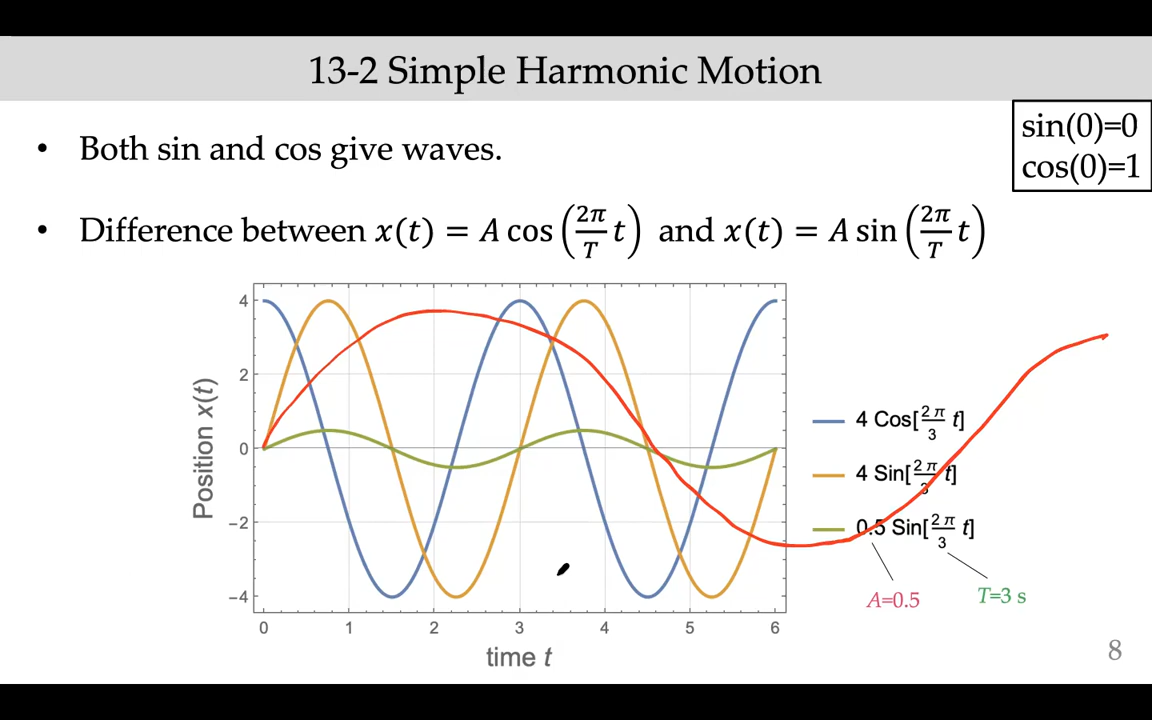 13-2 Simple Harmonic Motion
sin(0)=0
cos(0)=1
• Both sin and cos give waves.
• Difference between x(t) = A cos(2π/T t) and x(t) = A sin(2π/T t)
Position x(t)
4
2
0
−2
−4
0 1 2 3 4 5 6
time t
4 Cos[2π/3 t]
4 Sin[2π/3 t]
0.5 Sin[2π/3 t]
A=0.5
T=3 s
8